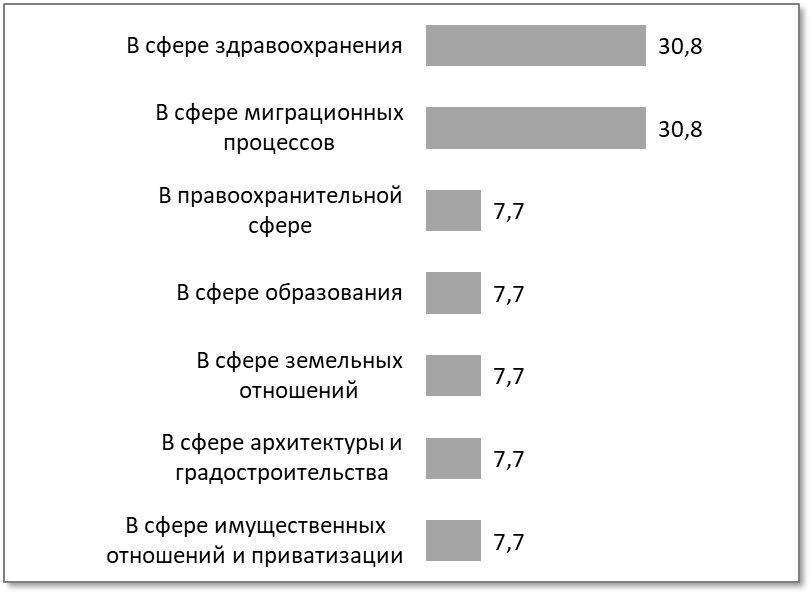 В сфере здравоохранения 30,8
В сфере миграционных
процессов 30,8
В правоохранительной
сфере 7,7
В сфере образования 7,7
В сфере земельных
отношений 7,7
В сфере архитектуры и
градостроительства 7,7
В сфере имущественных
отношений и приватизации 7,7